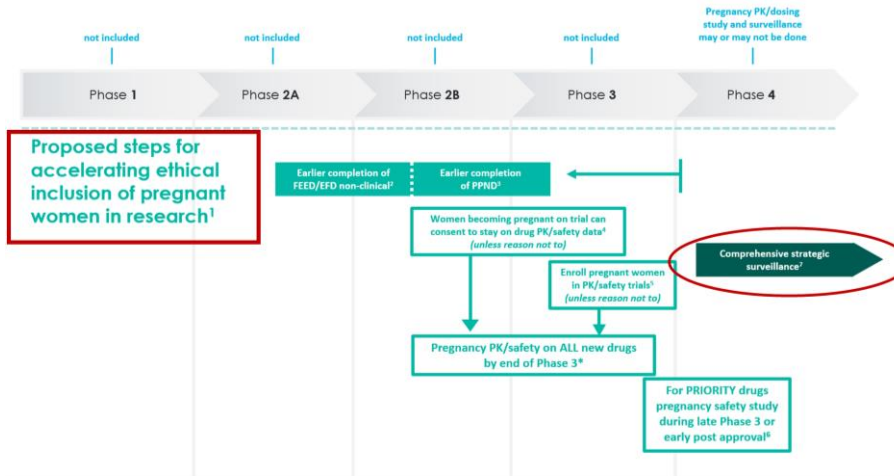 not included
not included
not included
not included
Pregnancy PK/dosing
study and surveillance
may or may not be done
Phase 1
Phase 2A
Phase 2B
Phase 3
Phase 4
Proposed steps for
accelerating ethical
inclusion of pregnant
women in research¹
Earlier completion of
FEED/EFD non-clinical²
Earlier completion
of PPND³
Women becoming pregnant on trial can
consent to stay on drug PK/safety data⁴
(unless reason not to)
Enroll pregnant women
in PK/safety trials⁵
(unless reason not to)
Comprehensive strategic
surveillance⁷
Pregnancy PK/safety on ALL new drugs
by end of Phase 3*
For PRIORITY drugs
pregnancy safety study
during late Phase 3 or
early post approval⁶